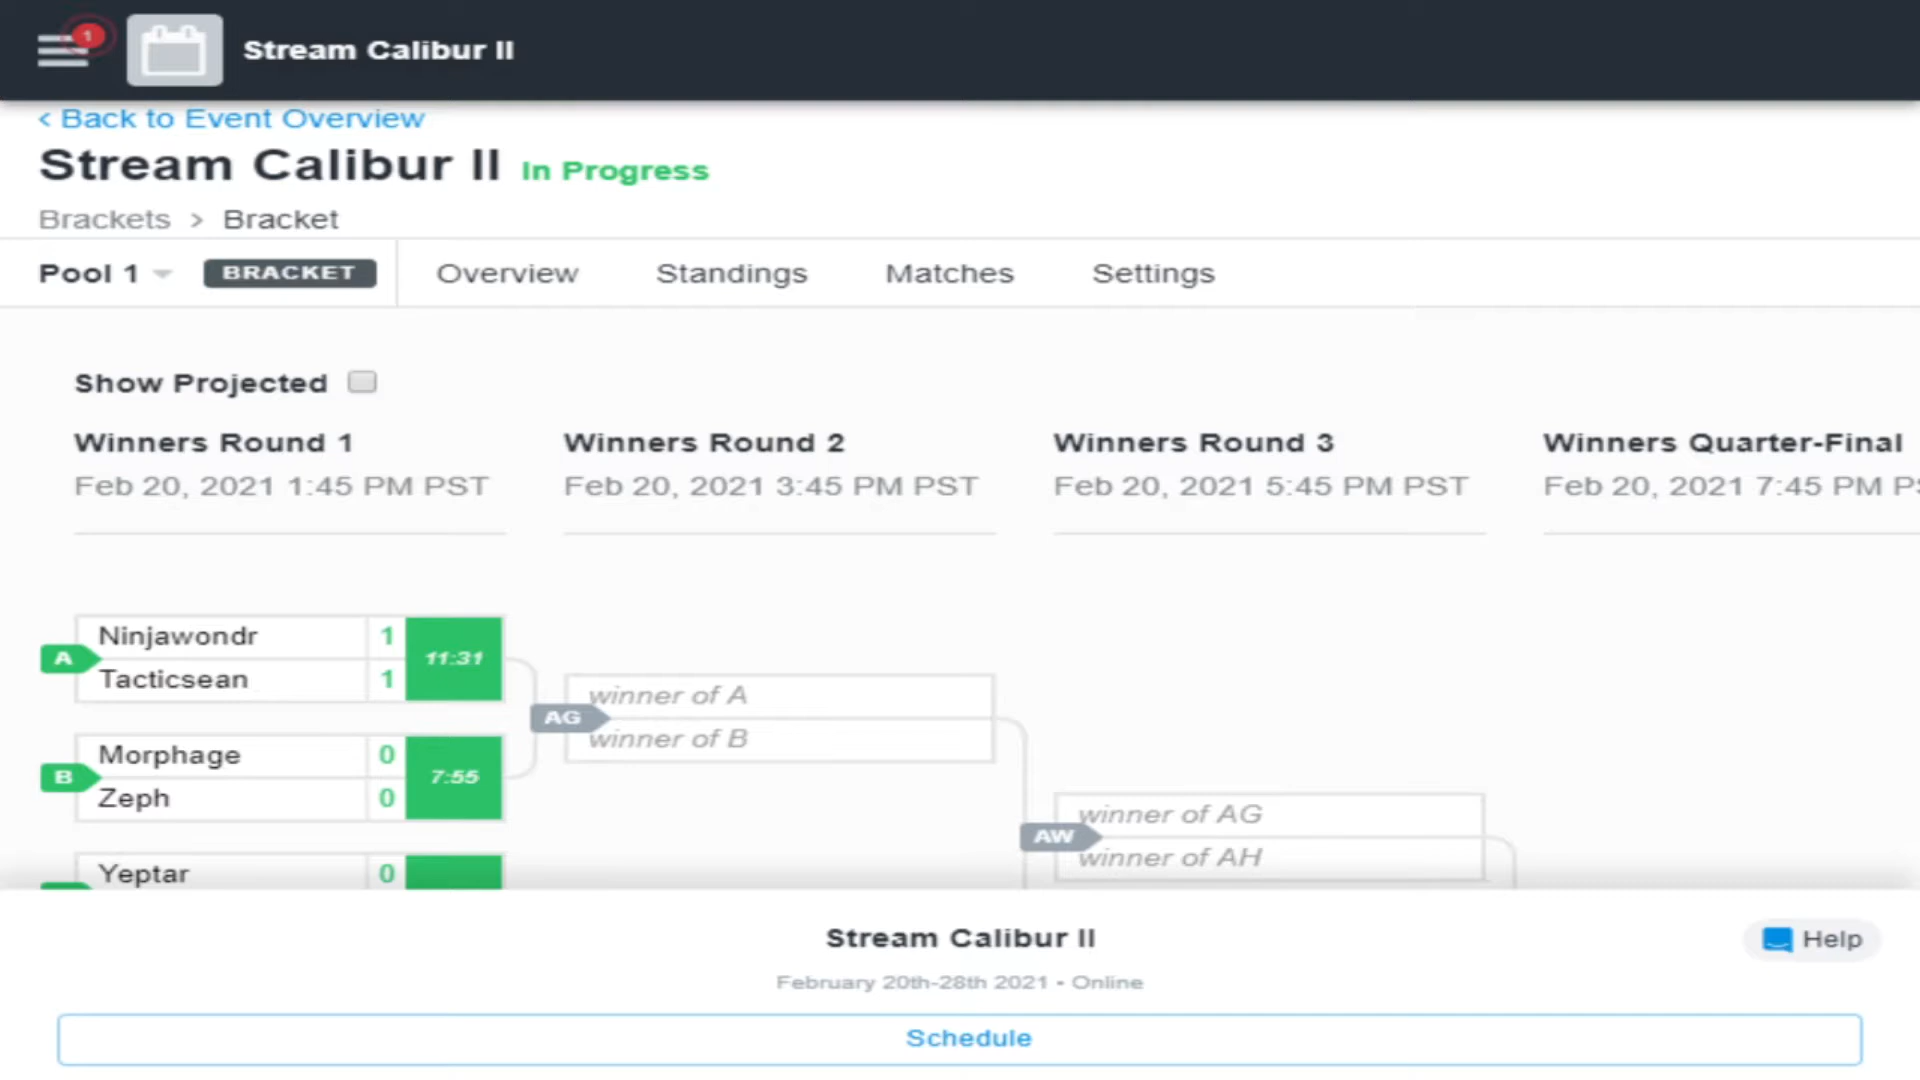 1
Stream Calibur II
< Back to Event Overview
Stream Calibur II In Progress
Brackets > Bracket
Pool 1 BRACKET Overview Standings Matches Settings
Show Projected
Winners Round 1 Winners Round 2 Winners Round 3 Winners Quarter-Final
Feb 20, 2021 1:45 PM PST Feb 20, 2021 3:45 PM PST Feb 20, 2021 5:45 PM PST Feb 20, 2021 7:45 PM PS
Ninjawondr 1
A 11:31
Tacticsean 1
winner of A
AG
winner of B
Morphage 0
B 7:55
Zeph 0
winner of AG
AW
winner of AH
Yeptar 0
Stream Calibur II
Help
February 20th-28th 2021 • Online
Schedule